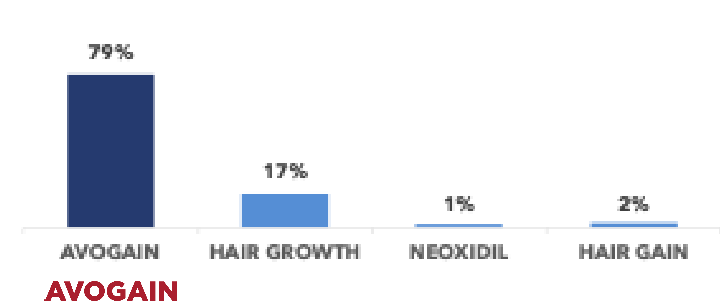 79%
17%
1%
2%
AVOGAIN HAIR GROWTH NEOXIDIL HAIR GAIN
AVOGAIN